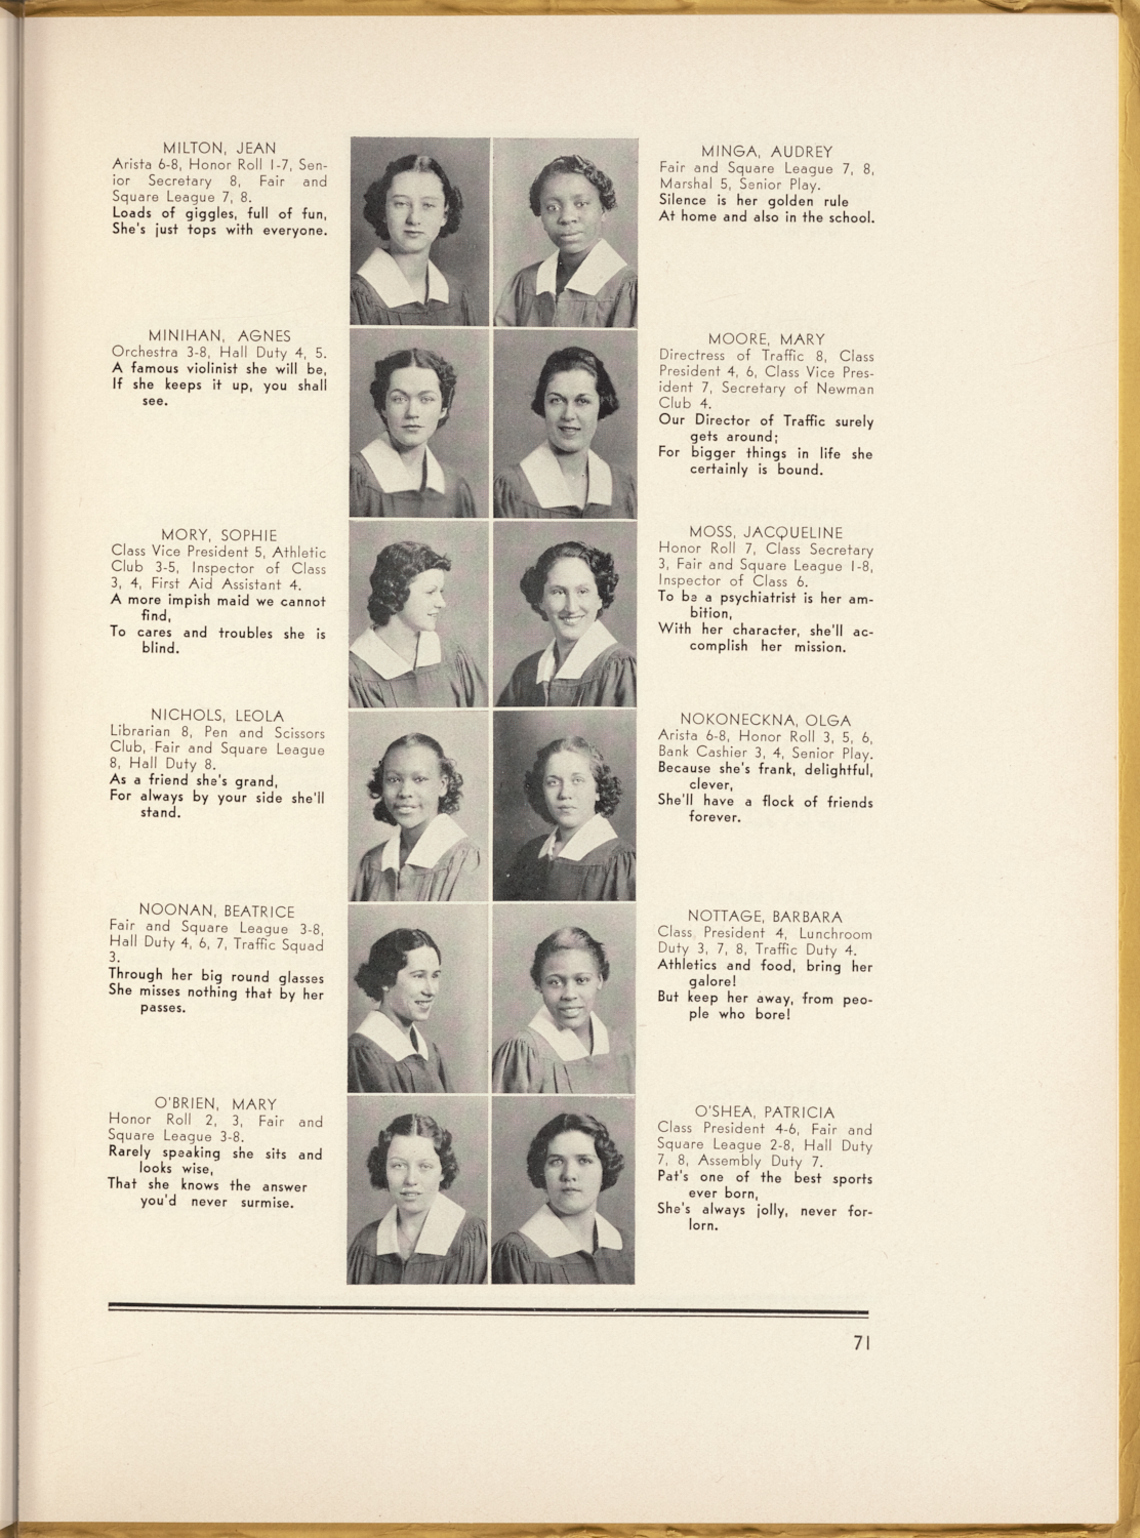 MILTON, JEAN
Arista 6-8, Honor Roll 1-7, Sen-
ior Secretary 8, Fair and
Square League 7, 8.
Loads of giggles, full of fun,
She's just tops with everyone.
MINGA, AUDREY
Fair and Square League 7, 8,
Marshal 5, Senior Play.
Silence is her golden rule
At home and also in the school.
MINIHAN, AGNES
Orchestra 3-8, Hall Duty 4, 5.
A famous violinist she will be,
If she keeps it up, you shall
see.
MOORE, MARY
Directress of Traffic 8, Class
President 4, 6, Class Vice Pres-
ident 7, Secretary of Newman
Club 4.
Our Director of Traffic surely
gets around;
For bigger things in life she
certainly is bound.
MORY, SOPHIE
Class Vice President 5, Athletic
Club 3-5, Inspector of Class
3, 4, First Aid Assistant 4.
A more impish maid we cannot
find,
To cares and troubles she is
blind.
MOSS, JACQUELINE
Honor Roll 7, Class Secretary
3, Fair and Square League 1-8,
Inspector of Class 6.
To be a psychiatrist is her am-
bition,
With her character, she'll ac-
complish her mission.
NICHOLS, LEOLA
Librarian 8, Pen and Scissors
Club, Fair and Square League
8, Hall Duty 8.
As a friend she's grand,
For always by your side she'll
stand.
NOKONECKNA, OLGA
Arista 6-8, Honor Roll 3, 5, 6,
Bank Cashier 3, 4, Senior Play.
Because she's frank, delightful,
clever,
She'll have a flock of friends
forever.
NOONAN, BEATRICE
Fair and Square League 3-8,
Hall Duty 4, 6, 7, Traffic Squad
3.
Through her big round glasses
She misses nothing that by her
passes.
NOTTAGE, BARBARA
Class President 4, Lunchroom
Duty 3, 7, 8, Traffic Duty 4.
Athletics and food, bring her
galore!
But keep her away, from peo-
ple who bore!
O'BRIEN, MARY
Honor Roll 2, 3, Fair and
Square League 3-8.
Rarely speaking she sits and
looks wise,
That she knows the answer
you'd never surmise.
O'SHEA, PATRICIA
Class President 4-6, Fair and
Square League 2-8, Hall Duty
7, 8, Assembly Duty 7.
Pat's one of the best sports
ever born,
She's always jolly, never for-
lorn.
71